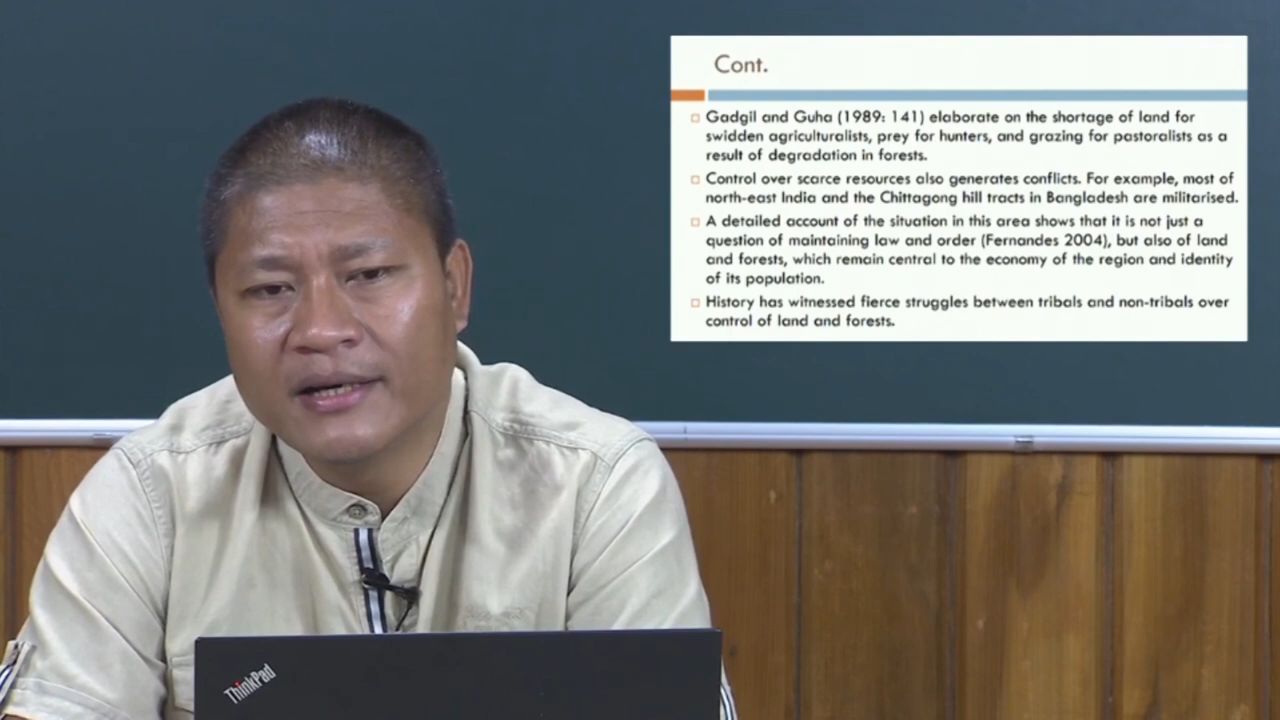 Cont.
Gadgil and Guha (1989: 141) elaborate on the shortage of land for
swidden agriculturalists, prey for hunters, and grazing for pastoralists as a
result of degradation in forests.
Control over scarce resources also generates conflicts. For example, most of
north-east India and the Chittagong hill tracts in Bangladesh are militarised.
A detailed account of the situation in this area shows that it is not just a
question of maintaining law and order (Fernandes 2004), but also of land
and forests, which remain central to the economy of the region and identity
of its population.
History has witnessed fierce struggles between tribals and non-tribals over
control of land and forests.
ThinkPad